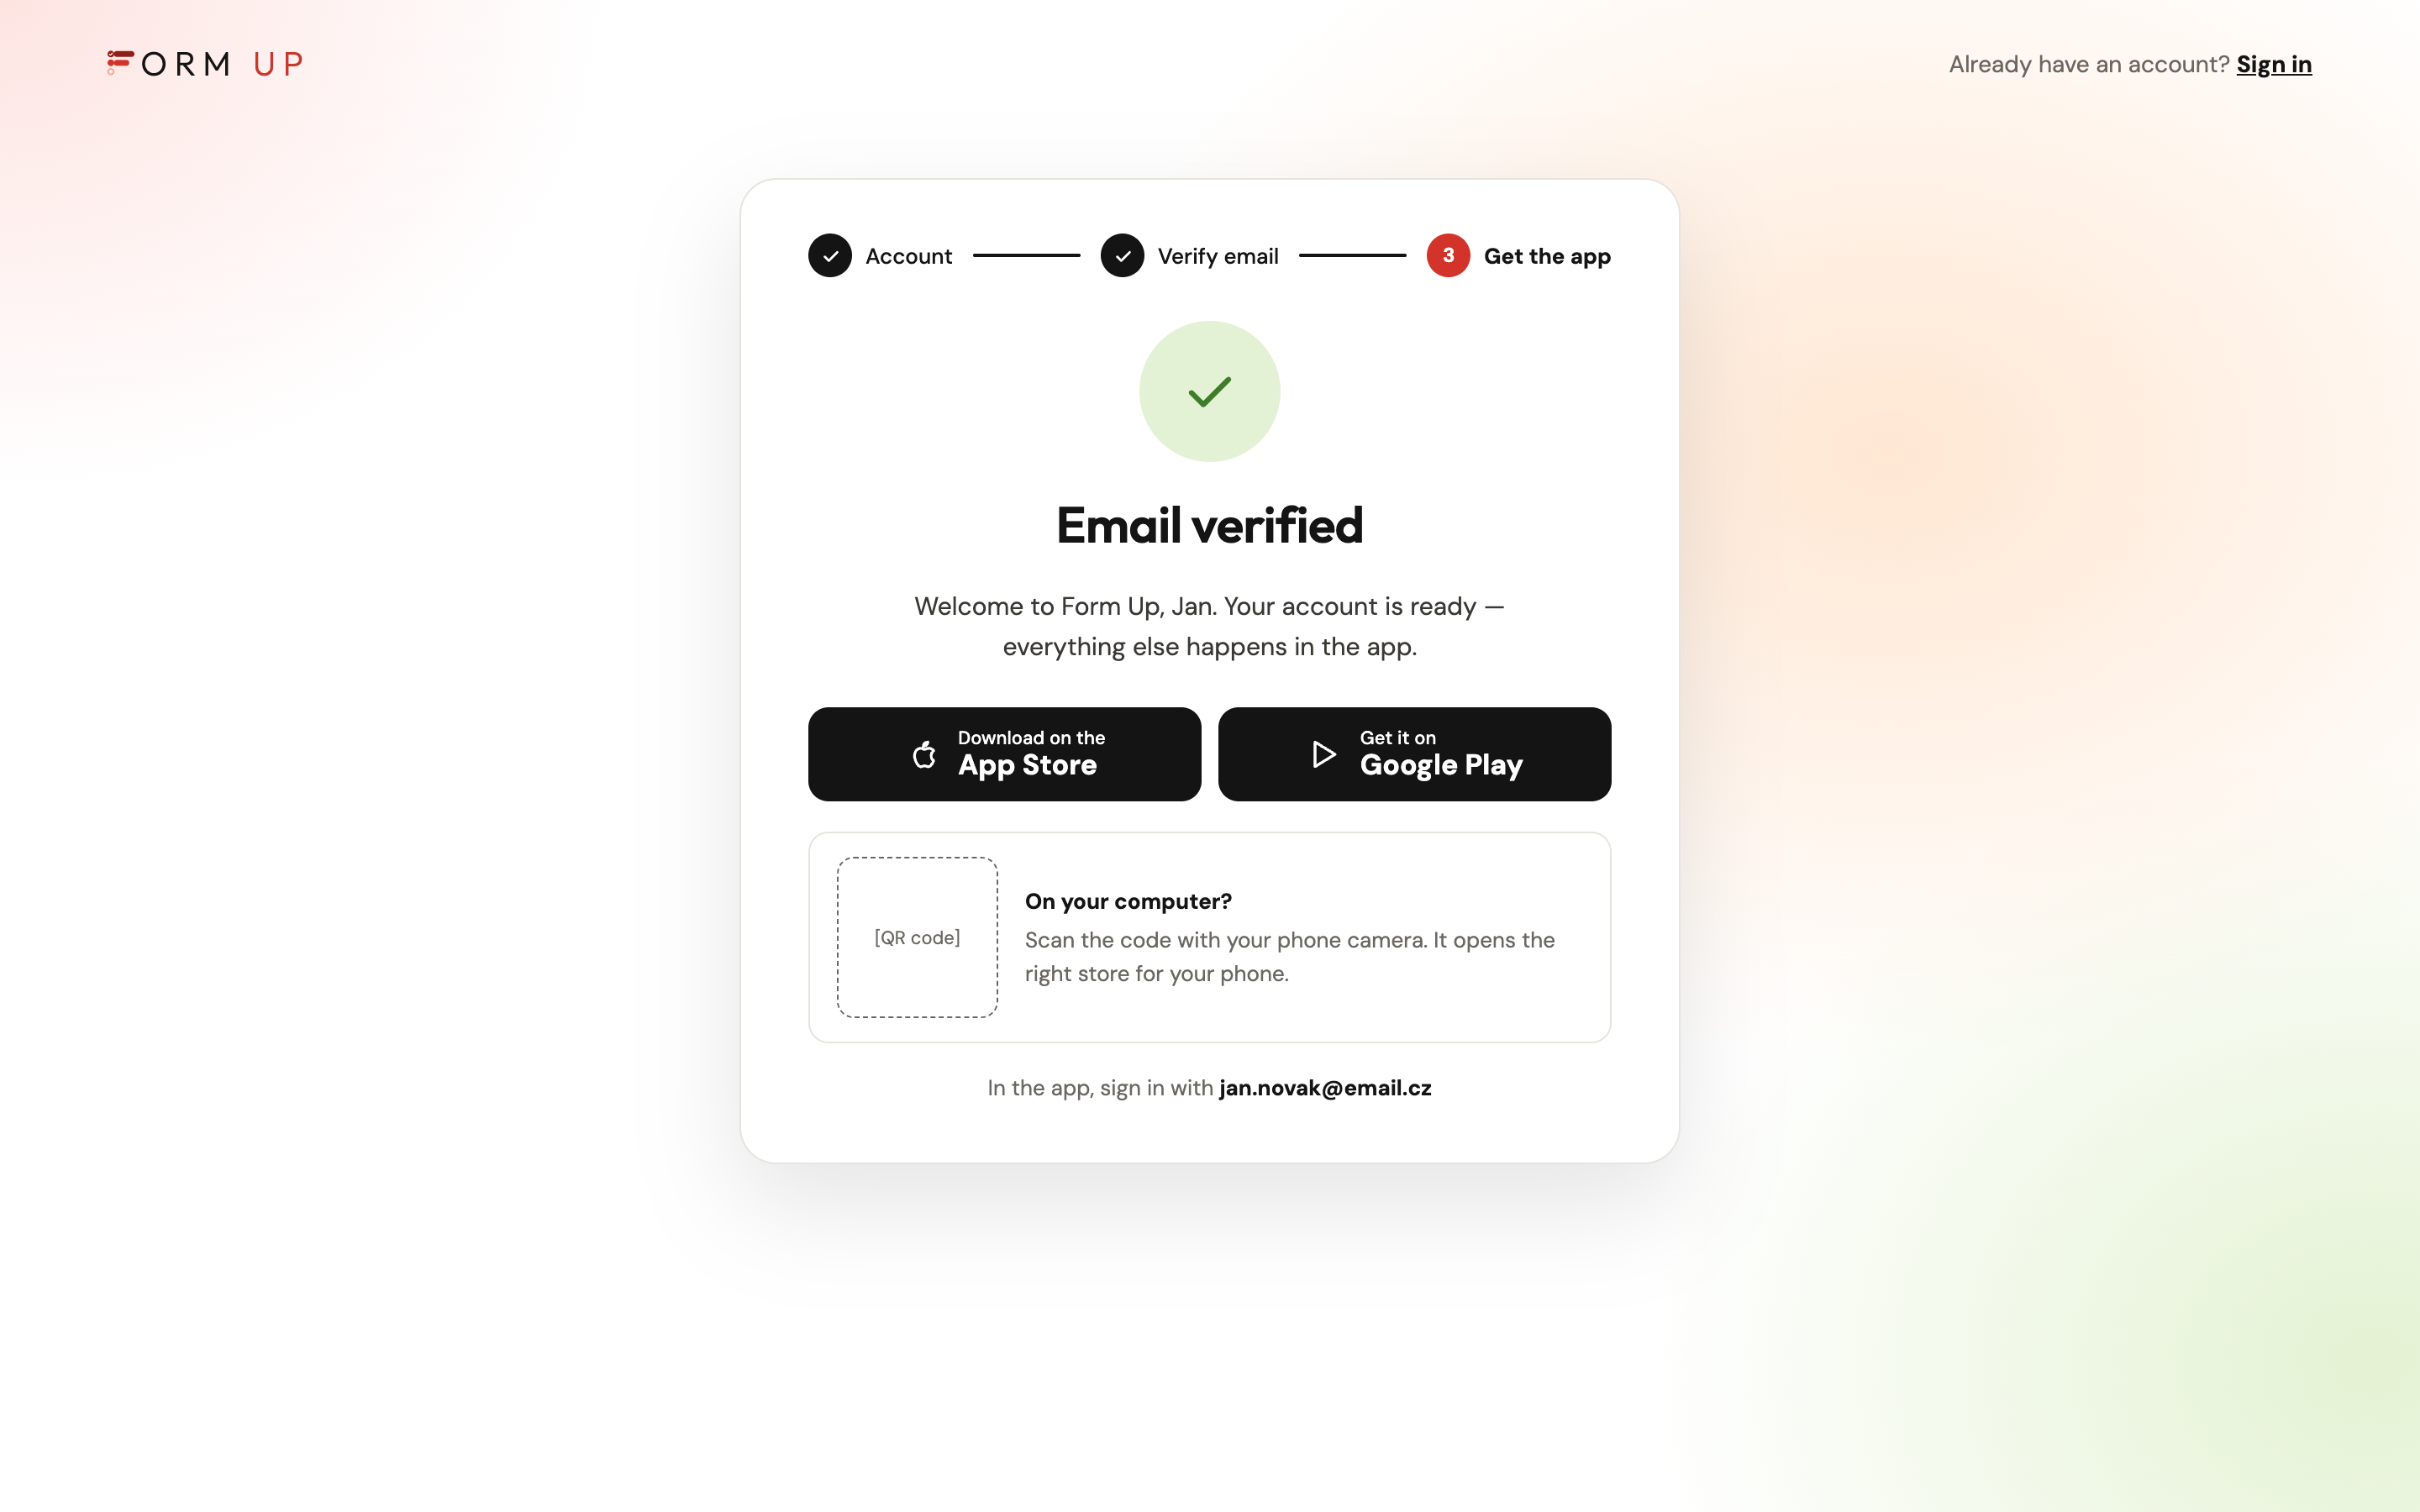 FORM UP
Already have an account? Sign in
Account
Verify email
3 Get the app
Email verified
Welcome to Form Up, Jan. Your account is ready —
everything else happens in the app.
Download on the
App Store
Get it on
Google Play
[QR code]
On your computer?
Scan the code with your phone camera. It opens the
right store for your phone.
In the app, sign in with jan.novak@email.cz